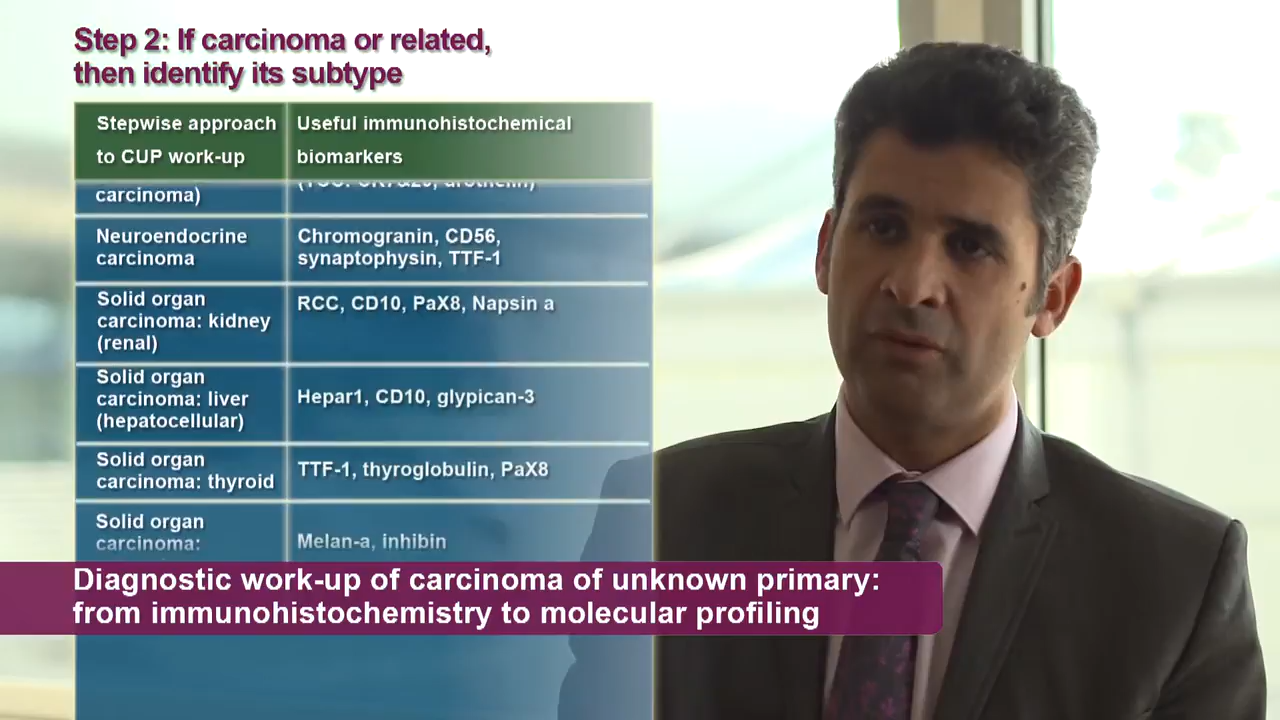 Step 2: If carcinoma or related,
then identify its subtype
Stepwise approach
to CUP work-up
Useful immunohistochemical
biomarkers
carcinoma)
Neuroendocrine
carcinoma
Chromogranin, CD56,
synaptophysin, TTF-1
Solid organ
carcinoma: kidney
(renal)
RCC, CD10, PaX8, Napsin a
Solid organ
carcinoma: liver
(hepatocellular)
Hepar1, CD10, glypican-3
Solid organ
carcinoma: thyroid
TTF-1, thyroglobulin, PaX8
Solid organ
carcinoma:
Melan-a, inhibin
Diagnostic work-up of carcinoma of unknown primary:
from immunohistochemistry to molecular profiling